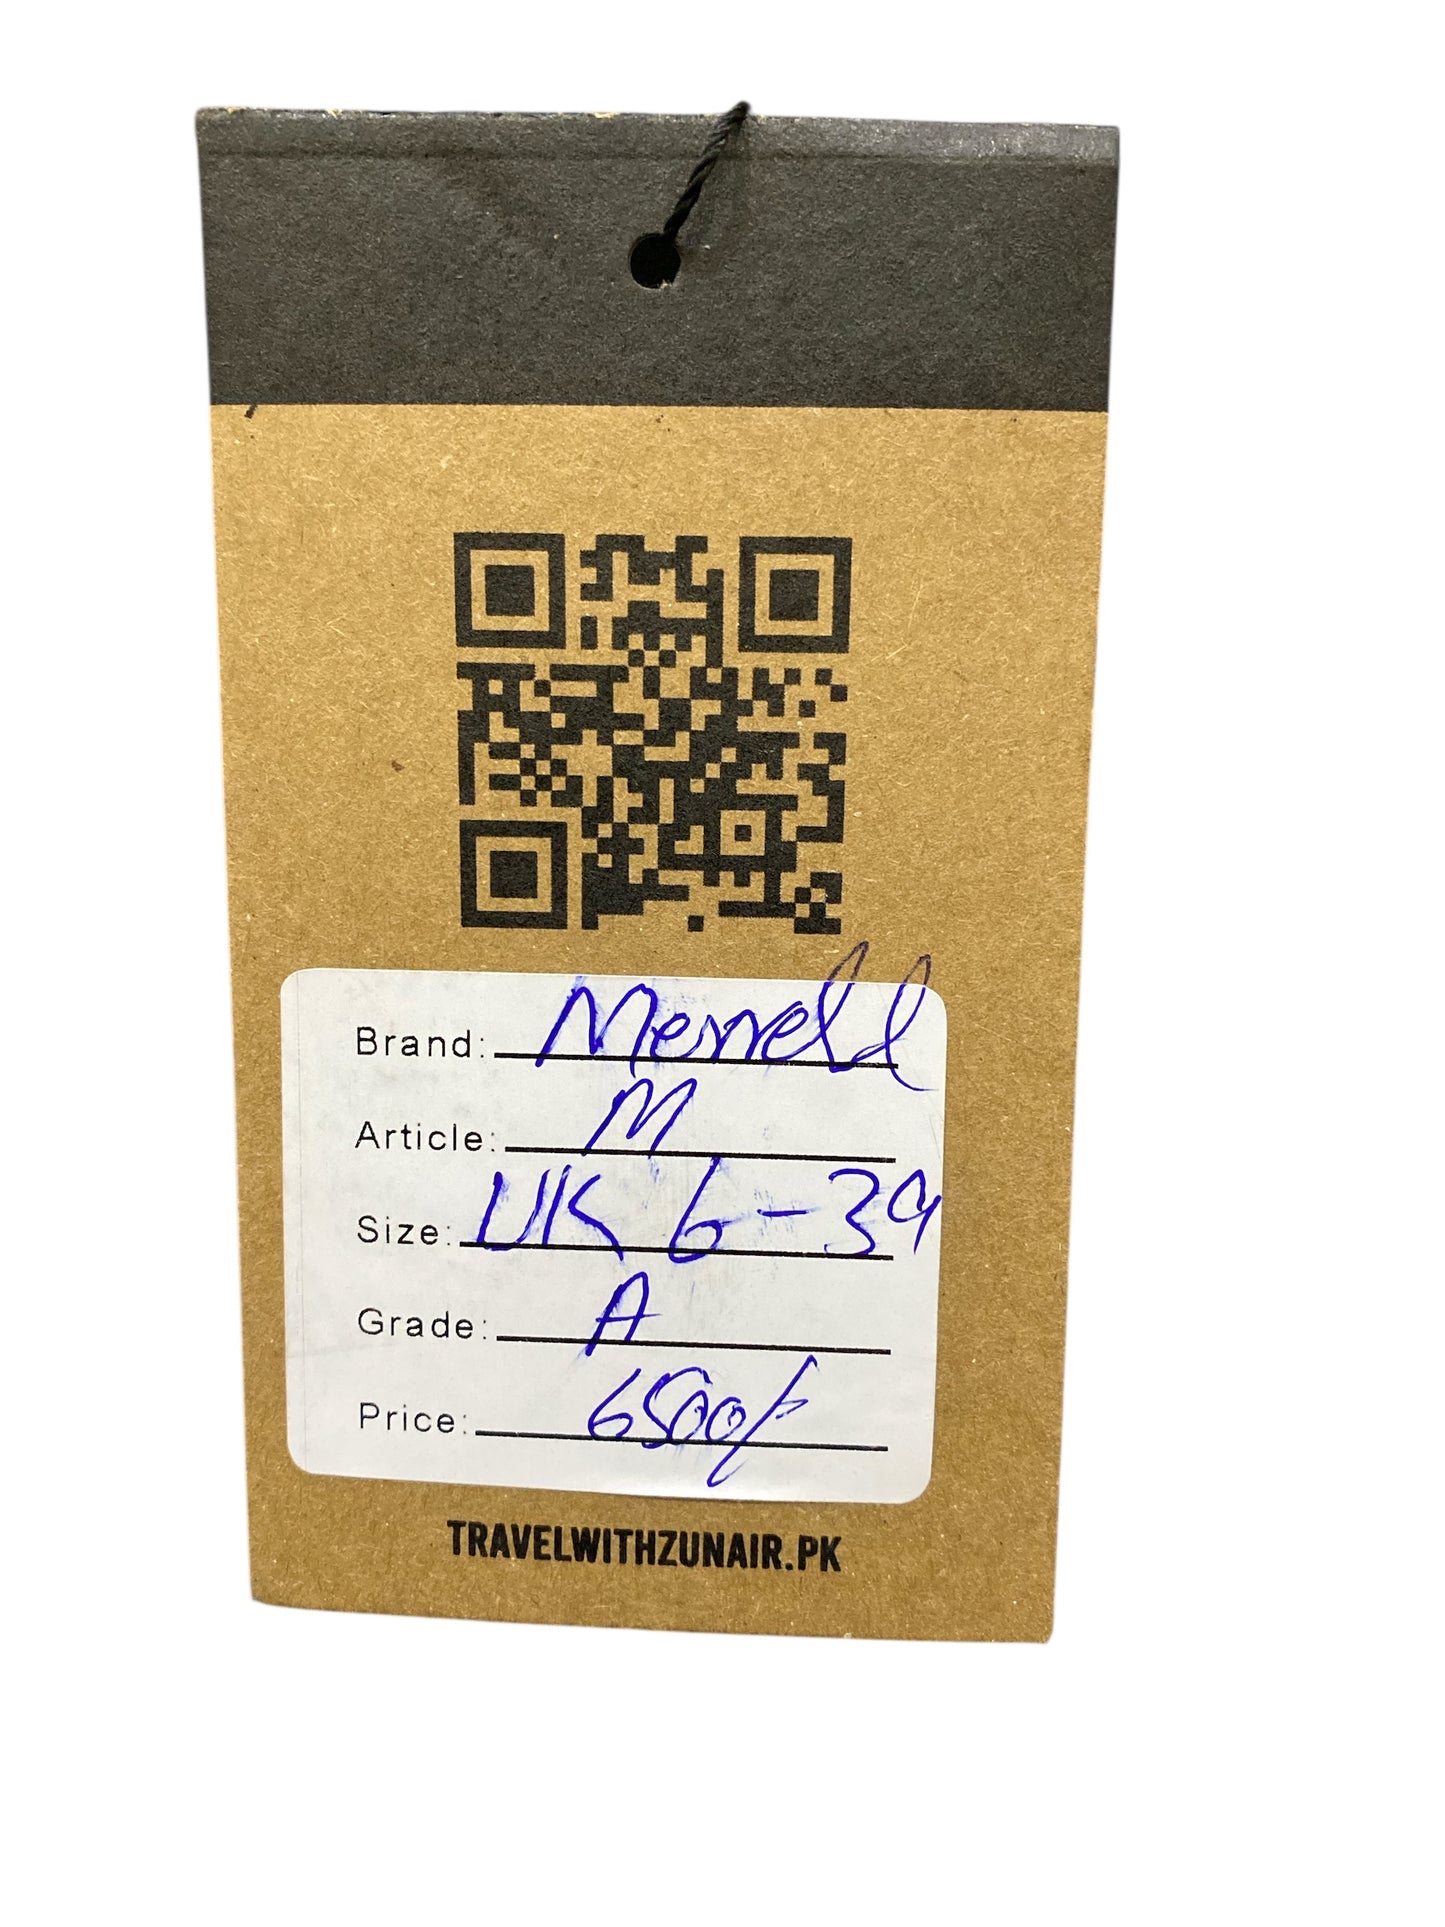 Brand: Merrell
Article: M
Size: UK 6 - 39
Grade: A
Price: 6500/-
TRAVELWITHZUNAIR.PK